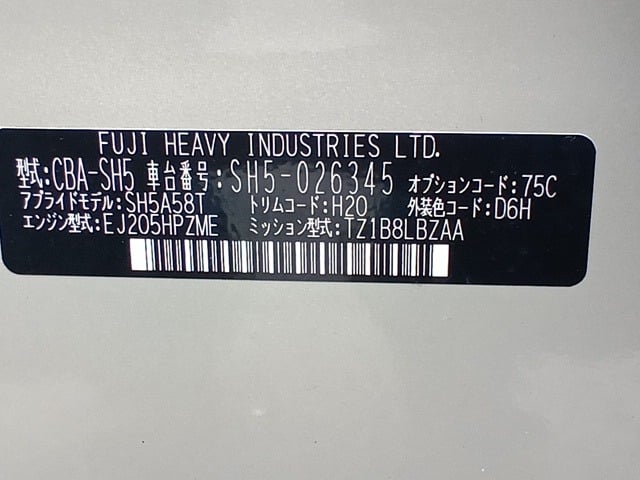 FUJI HEAVY INDUSTRIES LTD.
型式:CBA-SH5 車台番号:SH5-026345 オプションコード:75C
アプライドモデル:SH5A58T トリムコード:H20 外装色コード:D6H
エンジン型式:EJ205HPZME ミッション型式:TZ1B8LBZAA